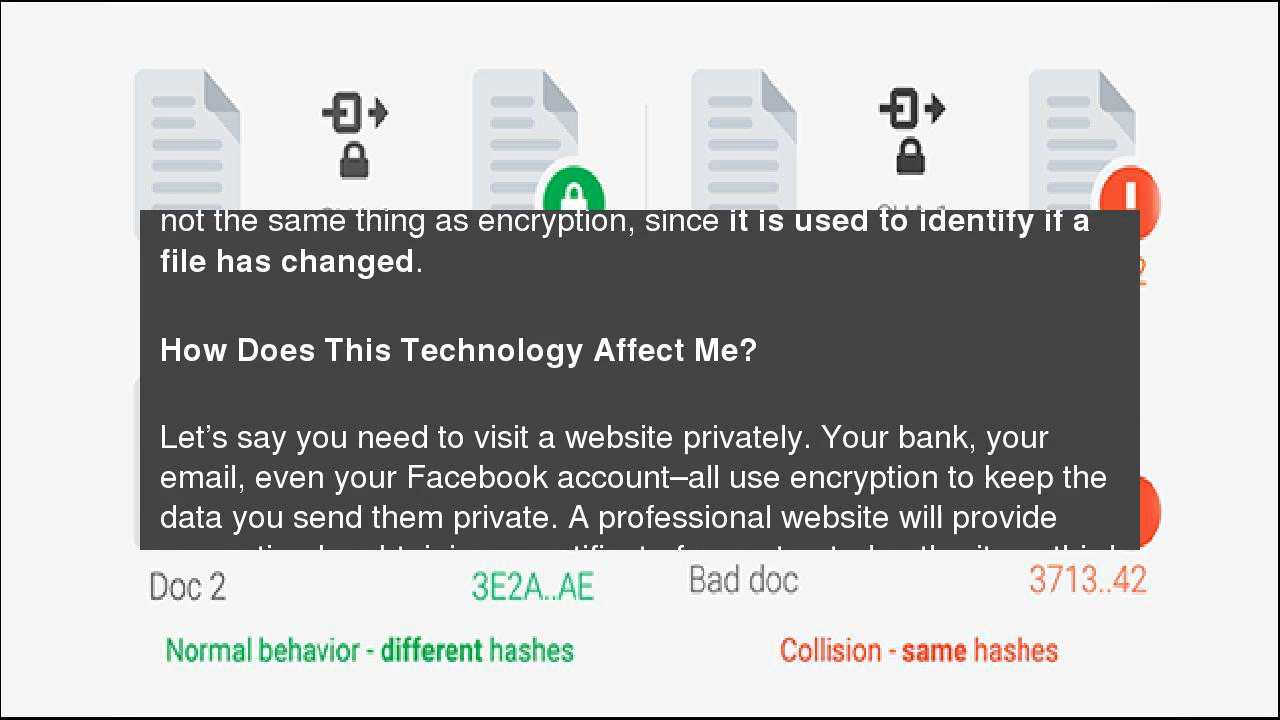 not the same thing as encryption, since it is used to identify if a
file has changed.
How Does This Technology Affect Me?
Let’s say you need to visit a website privately. Your bank, your
email, even your Facebook account–all use encryption to keep the
data you send them private. A professional website will provide
Doc 2
3E2A..AE
Bad doc
3713..42
Normal behavior - different hashes
Collision - same hashes